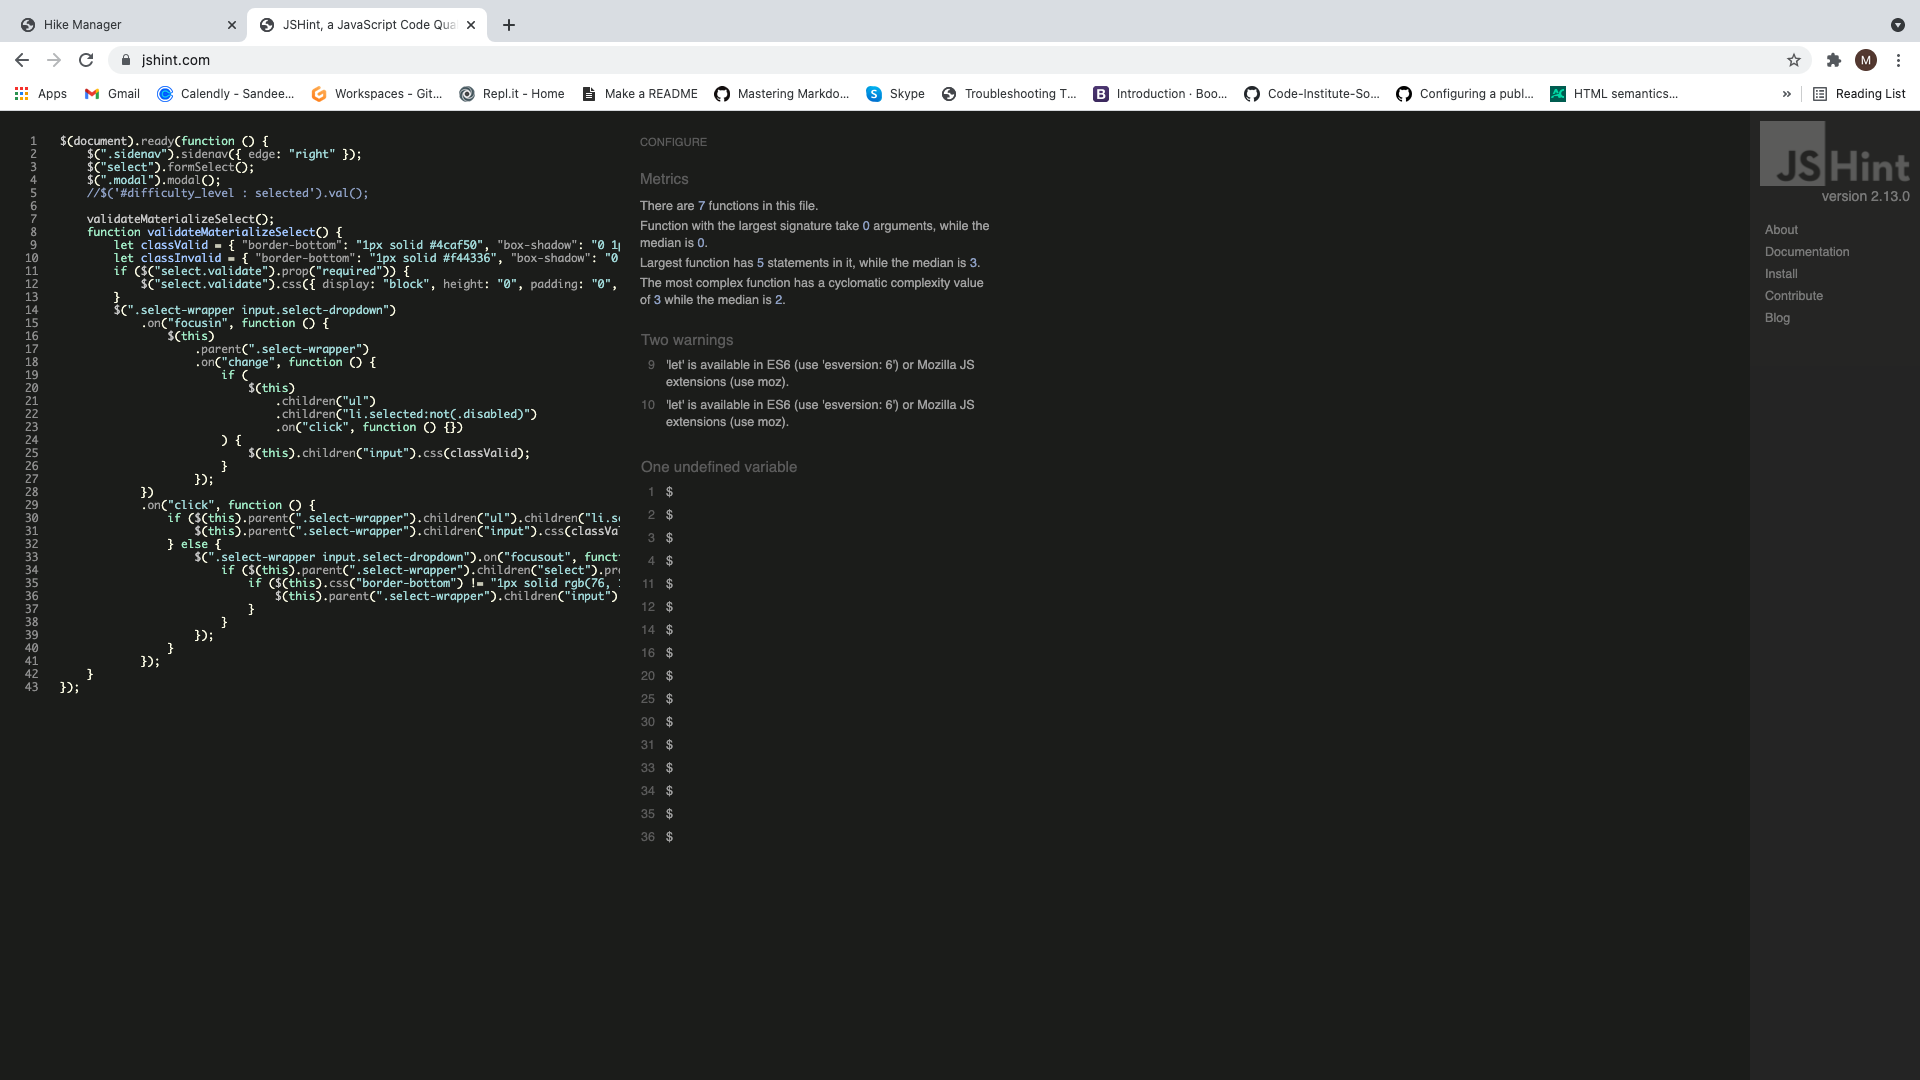 Hike Manager
JSHint, a JavaScript Code Qua
jshint.com
M
Apps
Gmail
Calendly - Sandee...
Workspaces - Git...
Repl.it - Home
Make a README
Mastering Markdo...
Skype
Troubleshooting T...
Introduction · Boo...
Code-Institute-So...
Configuring a publ...
HTML semantics...
»
Reading List
1 $(document).ready(function () {
2 $(".sidenav").sidenav({ edge: "right" });
3 $("select").formSelect();
4 $(".modal").modal();
5 //$('#difficulty_level : selected').val();
6
7 validateMaterializeSelect();
8 function validateMaterializeSelect() {
9 let classValid = { "border-bottom": "1px solid #4caf50", "box-shadow": "0 1p
10 let classInvalid = { "border-bottom": "1px solid #f44336", "box-shadow": "0
11 if ($("select.validate").prop("required")) {
12 $("select.validate").css({ display: "block", height: "0", padding: "0",
13 }
14 $(".select-wrapper input.select-dropdown")
15 .on("focusin", function () {
16 $(this)
17 .parent(".select-wrapper")
18 .on("change", function () {
19 if (
20 $(this)
21 .children("ul")
22 .children("li.selected:not(.disabled)")
23 .on("click", function () {})
24 ) {
25 $(this).children("input").css(classValid);
26 }
27 });
28 })
29 .on("click", function () {
30 if ($(this).parent(".select-wrapper").children("ul").children("li.se
31 $(this).parent(".select-wrapper").children("input").css(classVal
32 } else {
33 $(".select-wrapper input.select-dropdown").on("focusout", functi
34 if ($(this).parent(".select-wrapper").children("select").pro
35 if ($(this).css("border-bottom") != "1px solid rgb(76, 1
36 $(this).parent(".select-wrapper").children("input")
37 }
38 }
39 });
40 }
41 });
42 }
43 });
CONFIGURE
Metrics
There are 7 functions in this file.
Function with the largest signature take 0 arguments, while the
median is 0.
Largest function has 5 statements in it, while the median is 3.
The most complex function has a cyclomatic complexity value
of 3 while the median is 2.
Two warnings
9 'let' is available in ES6 (use 'esversion: 6') or Mozilla JS
extensions (use moz).
10 'let' is available in ES6 (use 'esversion: 6') or Mozilla JS
extensions (use moz).
One undefined variable
1 $
2 $
3 $
4 $
11 $
12 $
14 $
16 $
20 $
25 $
30 $
31 $
33 $
34 $
35 $
36 $
JSHint
version 2.13.0
About
Documentation
Install
Contribute
Blog